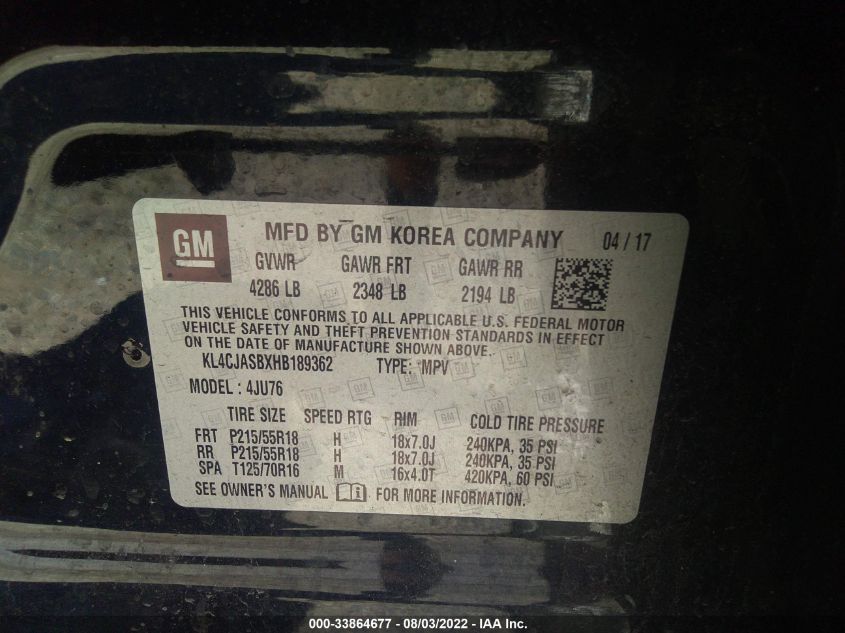 GM
MFD BY GM KOREA COMPANY 04 / 17
GVWR GAWR FRT GAWR RR
4286 LB 2348 LB 2194 LB
THIS VEHICLE CONFORMS TO ALL APPLICABLE U.S. FEDERAL MOTOR
VEHICLE SAFETY AND THEFT PREVENTION STANDARDS IN EFFECT
ON THE DATE OF MANUFACTURE SHOWN ABOVE.
KL4CJASBXHB189362 TYPE: MPV
MODEL : 4JU76
TIRE SIZE SPEED RTG RIM COLD TIRE PRESSURE
FRT P215/55R18 H 18x7.0J 240KPA, 35 PSI
RR P215/55R18 H 18x7.0J 240KPA, 35 PSI
SPA T125/70R16 M 16x4.0T 420KPA, 60 PSI
SEE OWNER'S MANUAL FOR MORE INFORMATION.
000-33864677 - 08/03/2022 - IAA Inc.